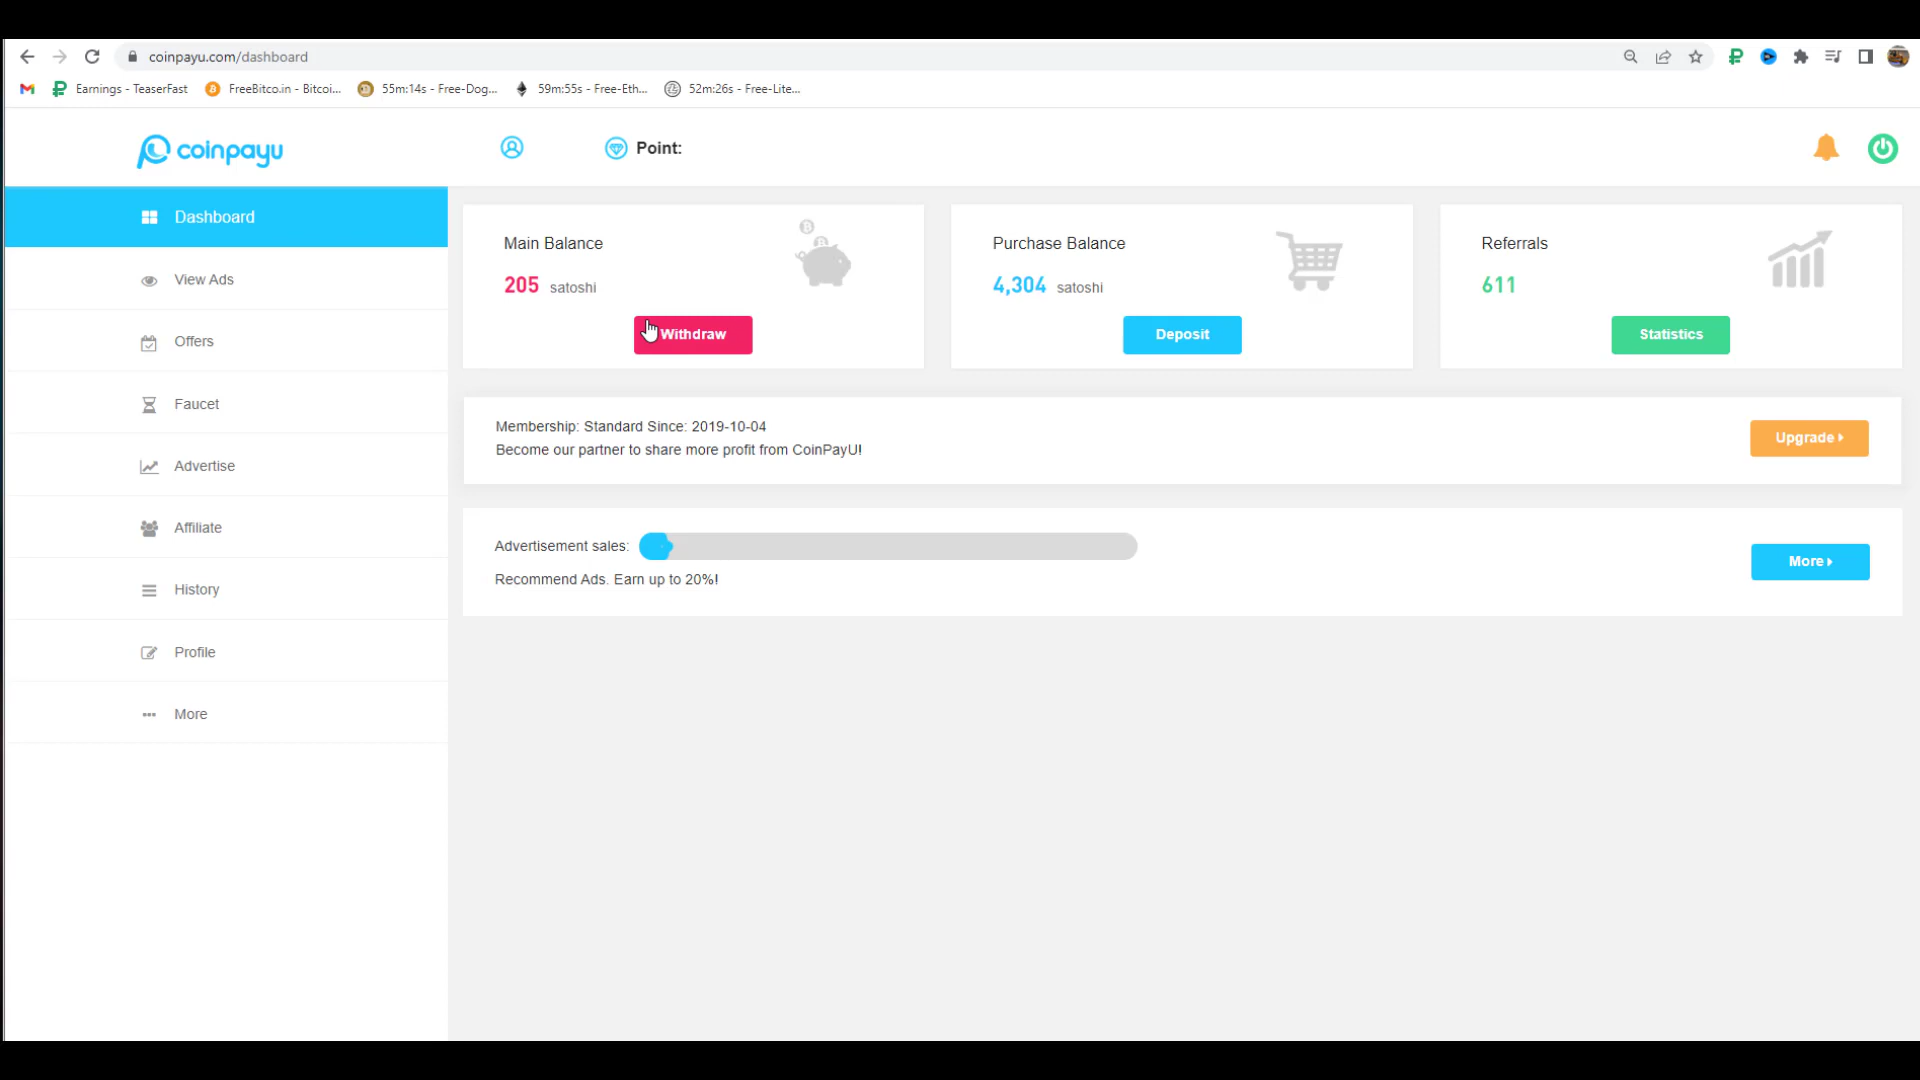 coinpayu.com/dashboard
Earnings - TeaserFast
FreeBitco.in - Bitcoi...
55m:14s - Free-Dog...
59m:55s - Free-Eth...
52m:26s - Free-Lite...
coinpayu
Point:
Dashboard
View Ads
Offers
Faucet
Advertise
Affiliate
History
Profile
More
Main Balance
205 satoshi
Withdraw
Purchase Balance
4,304 satoshi
Deposit
Referrals
611
Statistics
Membership: Standard Since: 2019-10-04
Become our partner to share more profit from CoinPayU!
Upgrade
Advertisement sales:
Recommend Ads. Earn up to 20%!
More